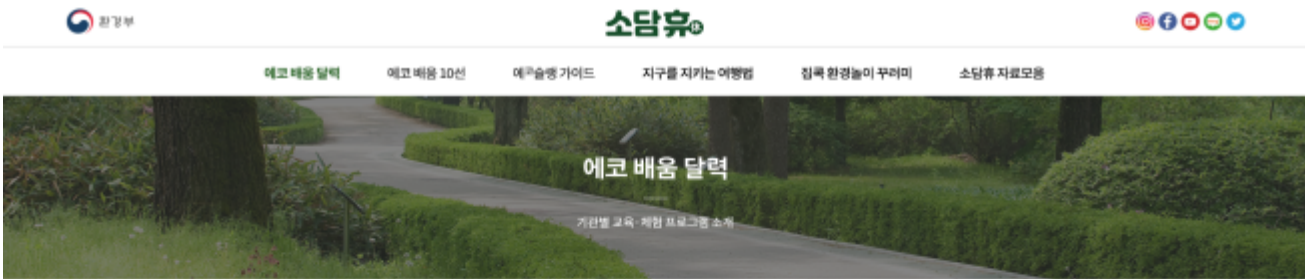 환경부
소담휴休
에코 배움 달력
에코 배움 10선
에코슬랭 가이드
지구를 지키는 여행법
집콕 환경놀이 꾸러미
소담휴 자료모음
에코 배움 달력
기관별 교육·체험 프로그램 소개